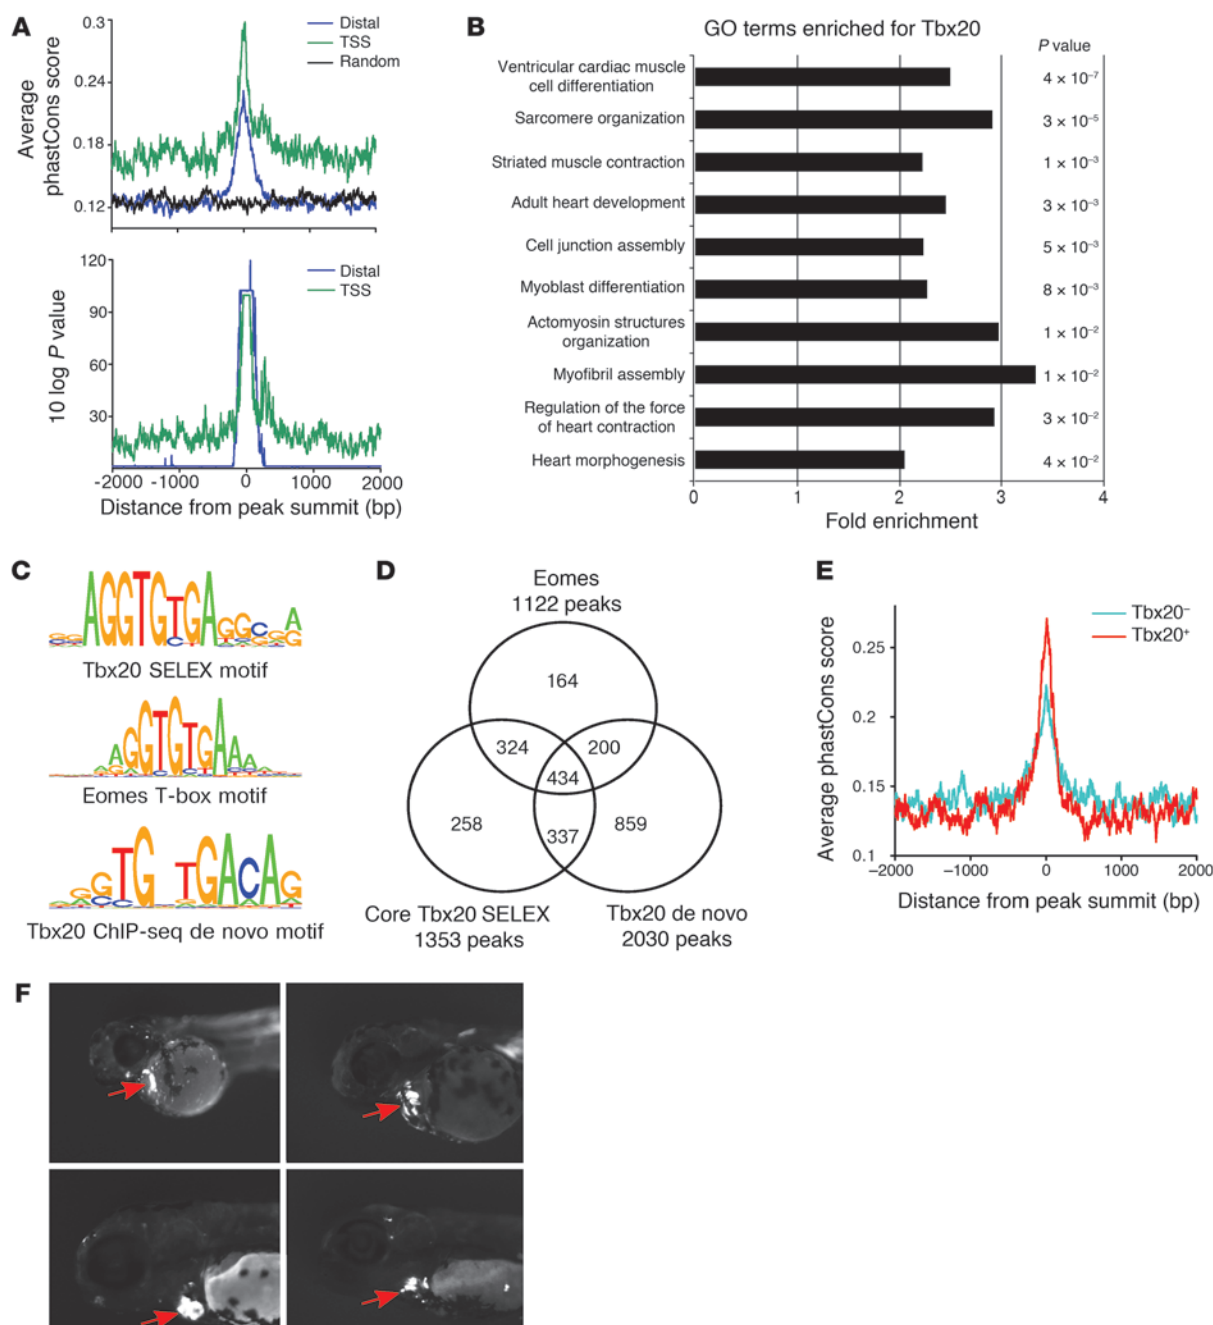 A
0.3
0.24
0.18
0.12
Average
phastCons score
Distal
TSS
Random
120
90
60
30
10 log P value
Distal
TSS
-2000 -1000 0 1000 2000
Distance from peak summit (bp)
B
GO terms enriched for Tbx20
P value
Ventricular cardiac muscle
cell differentiation
4 × 10⁻⁷
Sarcomere organization
3 × 10⁻⁵
Striated muscle contraction
1 × 10⁻³
Adult heart development
3 × 10⁻³
Cell junction assembly
5 × 10⁻³
Myoblast differentiation
8 × 10⁻³
Actomyosin structures
organization
1 × 10⁻²
Myofibril assembly
1 × 10⁻²
Regulation of the force
of heart contraction
3 × 10⁻²
Heart morphogenesis
4 × 10⁻²
0 1 2 3 4
Fold enrichment
C
AGGTGTGA
Tbx20 SELEX motif
AGGTGTGAAA
Eomes T-box motif
GGTG TGACAG
Tbx20 ChIP-seq de novo motif
D
Eomes
1122 peaks
164
324
200
434
258
337
859
Core Tbx20 SELEX
1353 peaks
Tbx20 de novo
2030 peaks
E
Tbx20⁻
Tbx20⁺
0.25
0.2
0.15
0.1
Average phastCons score
−2000 −1000 0 1000 2000
Distance from peak summit (bp)
F